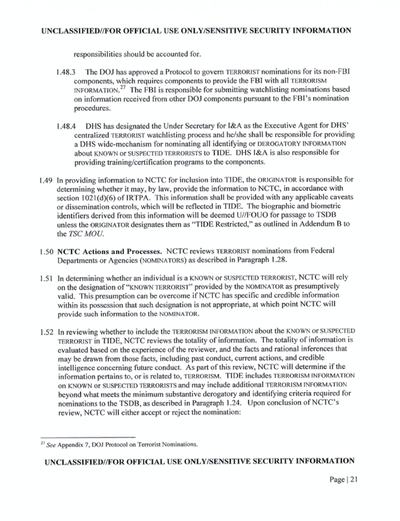 UNCLASSIFIED//FOR OFFICIAL USE ONLY/SENSITIVE SECURITY INFORMATION
responsibilities should be accounted for.
1.48.3 The DOJ has approved a Protocol to govern TERRORIST nominations for its non-FBI
components, which requires components to provide the FBI with all TERRORISM
INFORMATION.27 The FBI is responsible for submitting watchlisting nominations based
on information received from other DOJ components pursuant to the FBI's nomination
procedures.
1.48.4 DHS has designated the Under Secretary for I&A as the Executive Agent for DHS'
centralized TERRORIST watchlisting process and he/she shall be responsible for providing
a DHS wide-mechanism for nominating all identifying or DEROGATORY INFORMATION
about KNOWN or SUSPECTED TERRORISTS to TIDE. DHS I&A is also responsible for
providing training/certification programs to the components.
1.49 In providing information to NCTC for inclusion into TIDE, the ORIGINATOR is responsible for
determining whether it may, by law, provide the information to NCTC, in accordance with
section 1021(d)(6) of IRTPA. This information shall be provided with any applicable caveats
or dissemination controls, which will be reflected in TIDE. The biographic and biometric
identifiers derived from this information will be deemed U//FOUO for passage to TSDB
unless the ORIGINATOR designates them as "TIDE Restricted," as outlined in Addendum B to
the TSC MOU.
1.50 NCTC Actions and Processes. NCTC reviews TERRORIST nominations from Federal
Departments or Agencies (NOMINATORS) as described in Paragraph 1.28.
1.51 In determining whether an individual is a KNOWN or SUSPECTED TERRORIST, NCTC will rely
on the designation of "KNOWN TERRORIST" provided by the NOMINATOR as presumptively
valid. This presumption can be overcome if NCTC has specific and credible information
within its possession that such designation is not appropriate, at which point NCTC will
provide such information to the NOMINATOR.
1.52 In reviewing whether to include the TERRORISM INFORMATION about the KNOWN or SUSPECTED
TERRORIST in TIDE, NCTC reviews the totality of information. The totality of information is
evaluated based on the experience of the reviewer, and the facts and rational inferences that
may be drawn from those facts, including past conduct, current actions, and credible
intelligence concerning future conduct. As part of this review, NCTC will determine if the
information pertains to, or is related to, TERRORISM. TIDE includes TERRORISM INFORMATION
on KNOWN or SUSPECTED TERRORISTS and may include additional TERRORISM INFORMATION
beyond what meets the minimum substantive derogatory and identifying criteria required for
nominations to the TSDB, as described in Paragraph 1.24. Upon conclusion of NCTC's
review, NCTC will either accept or reject the nomination:
27 See Appendix 7, DOJ Protocol on Terrorist Nominations.
UNCLASSIFIED//FOR OFFICIAL USE ONLY/SENSITIVE SECURITY INFORMATION
Page | 21